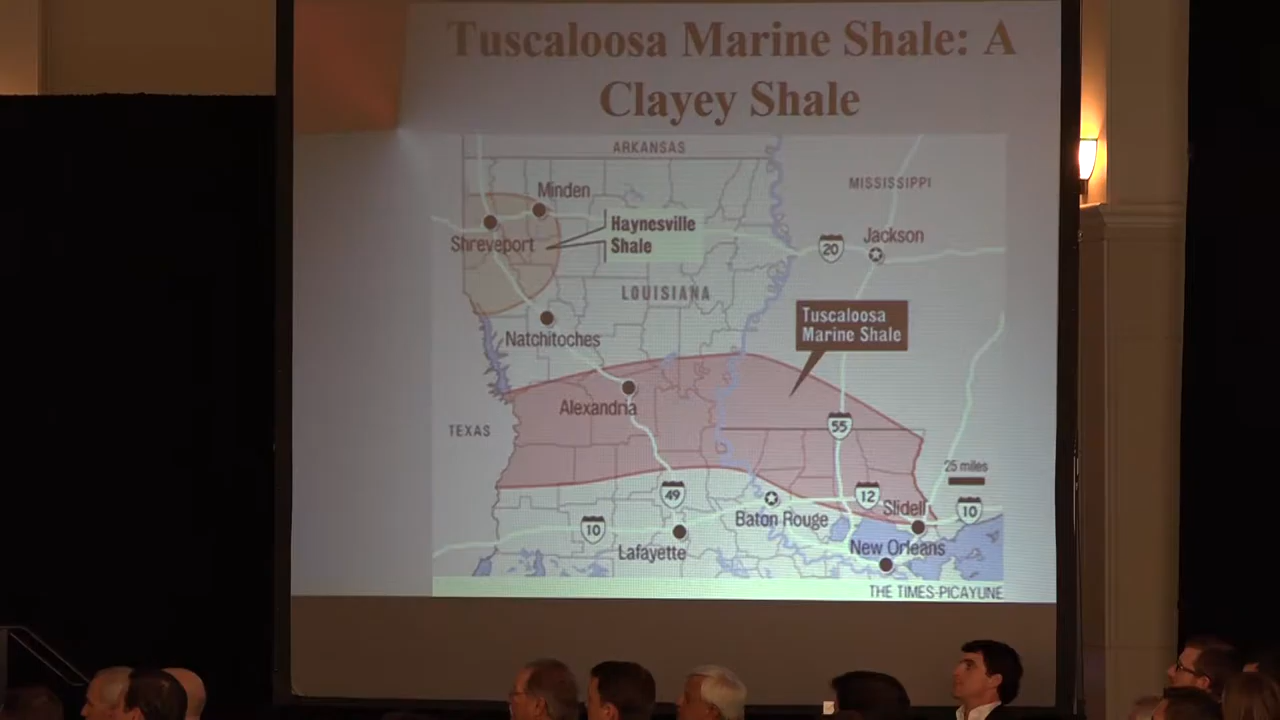 Tuscaloosa Marine Shale: A
Clayey Shale
ARKANSAS
MISSISSIPPI
Minden
Haynesville
Shale
Shreveport
20
Jackson
LOUISIANA
Tuscaloosa
Marine Shale
Natchitoches
Alexandria
TEXAS
55
25 miles
49
12
Slidell
10
Baton Rouge
10
Lafayette
New Orleans
THE TIMES-PICAYUNE